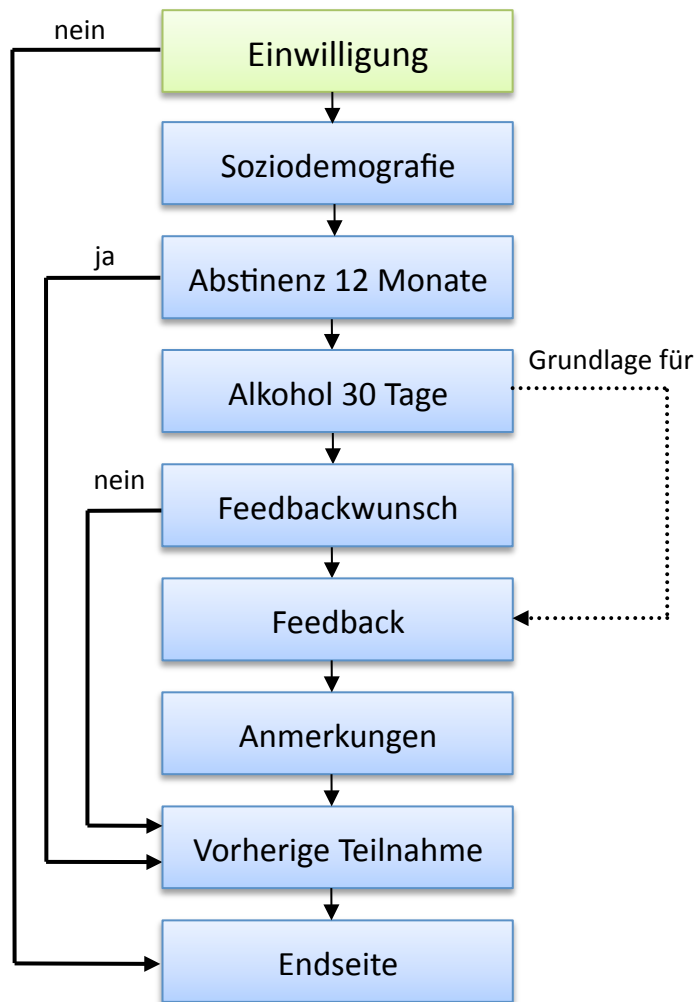 nein
Einwilligung
Soziodemografie
ja
Abstinenz 12 Monate
Grundlage für
Alkohol 30 Tage
nein
Feedbackwunsch
Feedback
Anmerkungen
Vorherige Teilnahme
Endseite